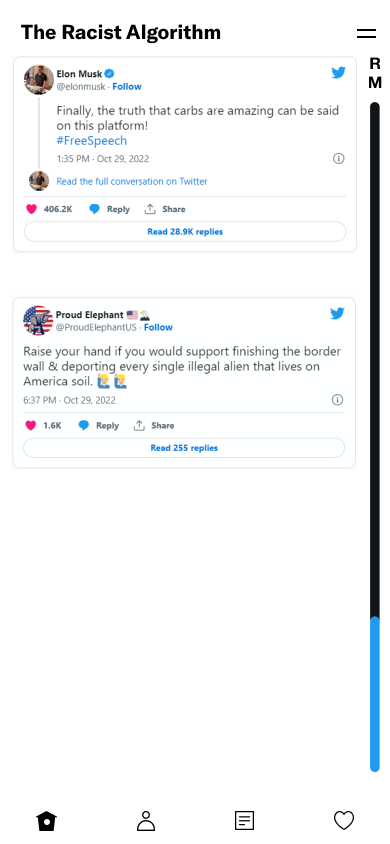 The Racist Algorithm
R
M
Elon Musk
@elonmusk · Follow
Finally, the truth that carbs are amazing can be said
on this platform!
#FreeSpeech
1:35 PM · Oct 29, 2022
Read the full conversation on Twitter
406.2K Reply Share
Read 28.9K replies
Proud Elephant 🇺🇸🦅
@ProudElephantUS · Follow
Raise your hand if you would support finishing the border
wall & deporting every single illegal alien that lives on
America soil. 🙋🏼‍♂️ 🙋🏼‍♂️
6:37 PM · Oct 29, 2022
1.6K Reply Share
Read 255 replies